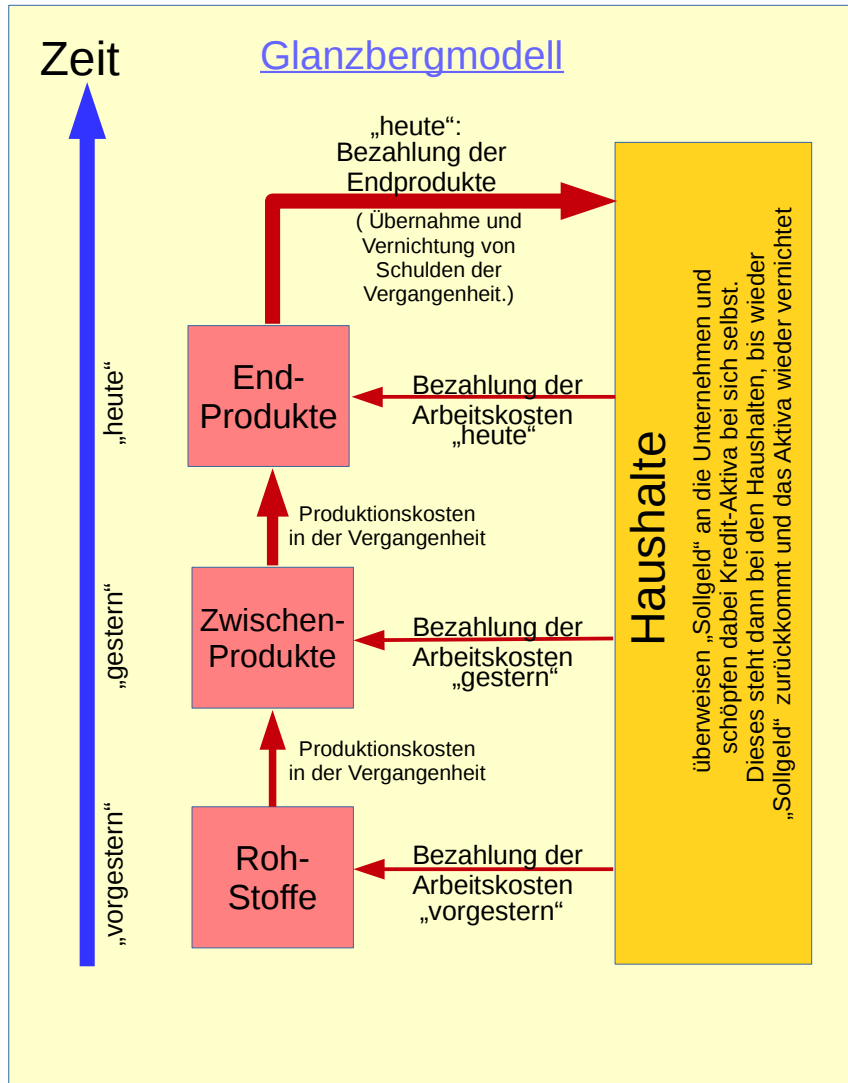 Zeit
Glanzbergmodell
„heute“:
Bezahlung der
Endprodukte
( Übernahme und
Vernichtung von
Schulden der
Vergangenheit.)
„heute“
End-
Produkte
Bezahlung der
Arbeitskosten
„heute“
Produktionskosten
in der Vergangenheit
„gestern“
Zwischen-
Produkte
Bezahlung der
Arbeitskosten
„gestern“
Produktionskosten
in der Vergangenheit
„vorgestern“
Roh-
Stoffe
Bezahlung der
Arbeitskosten
„vorgestern“
Haushalte
überweisen „Sollgeld“ an die Unternehmen und
schöpfen dabei Kredit-Aktiva bei sich selbst.
Dieses steht dann bei den Haushalten, bis wieder
„Sollgeld“ zurückkommt und das Aktiva wieder vernichtet